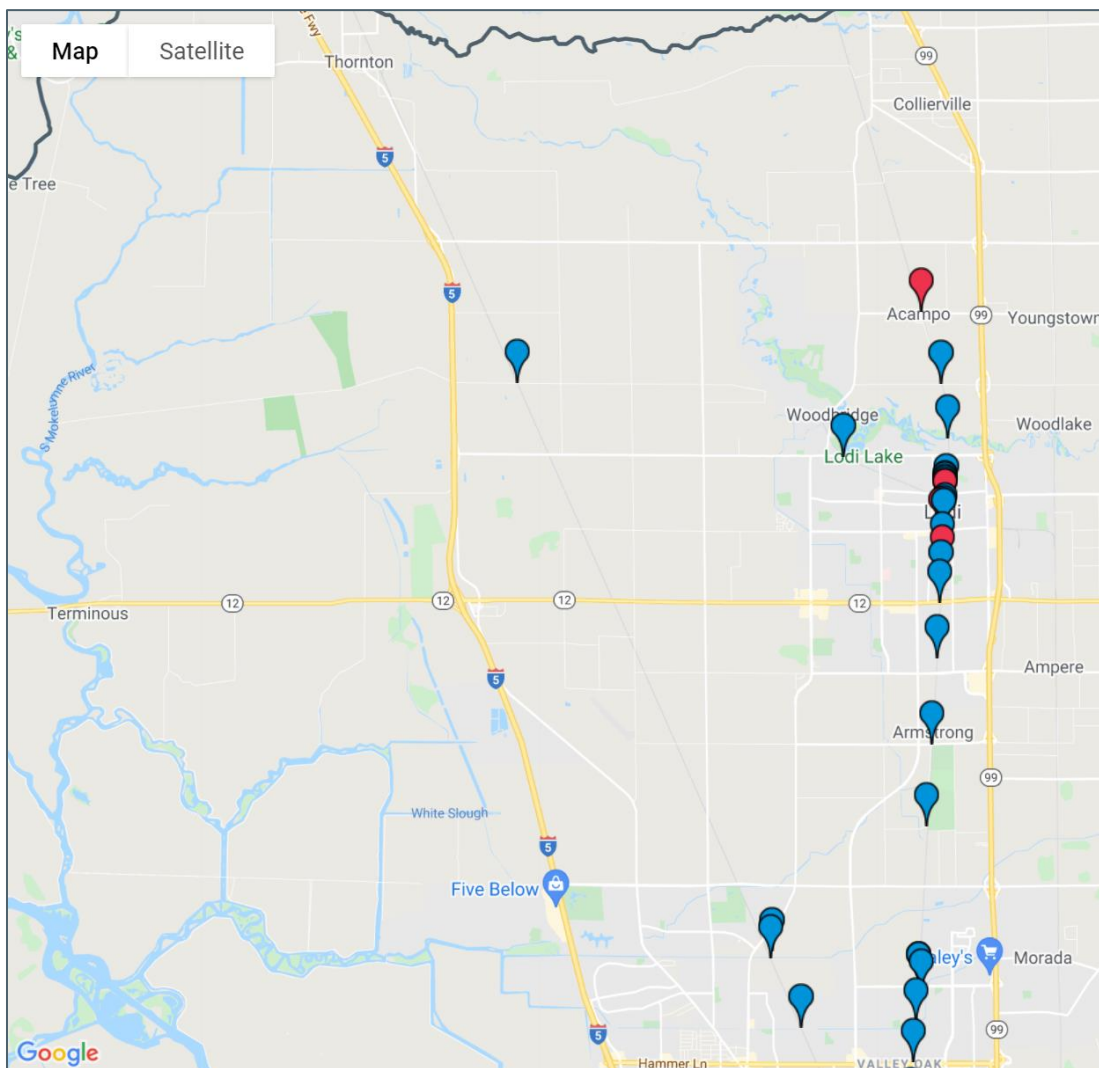 Map
Satellite
Fwy
Thornton
99
Collierville
5
e Tree
5
Acampo
99
Youngstown
S Mokelumne River
Woodbridge
Woodlake
Lodi Lake
12
12
12
12
Terminous
5
Ampere
Armstrong
99
White Slough
5
Five Below
nley's
Morada
99
5
Google
Hammer Ln
VALLEY OAK